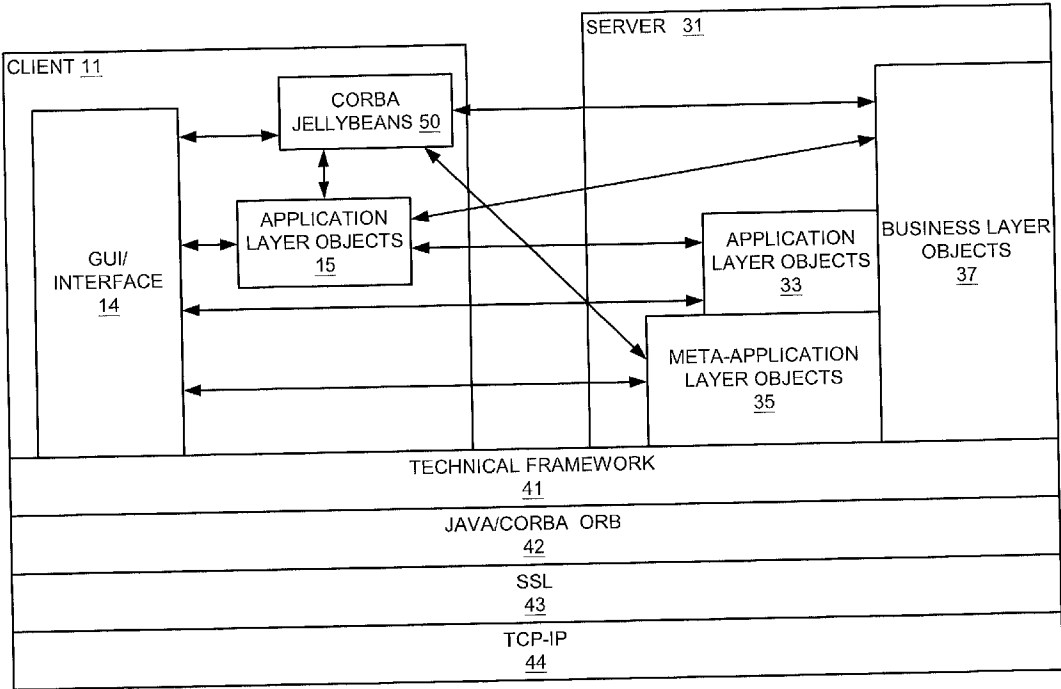 SERVER 31
CLIENT 11
CORBA
JELLYBEANS 50
APPLICATION
LAYER OBJECTS
15
GUI/
INTERFACE
14
APPLICATION
LAYER OBJECTS
33
BUSINESS LAYER
OBJECTS
37
META-APPLICATION
LAYER OBJECTS
35
TECHNICAL FRAMEWORK
41
JAVA/CORBA ORB
42
SSL
43
TCP-IP
44